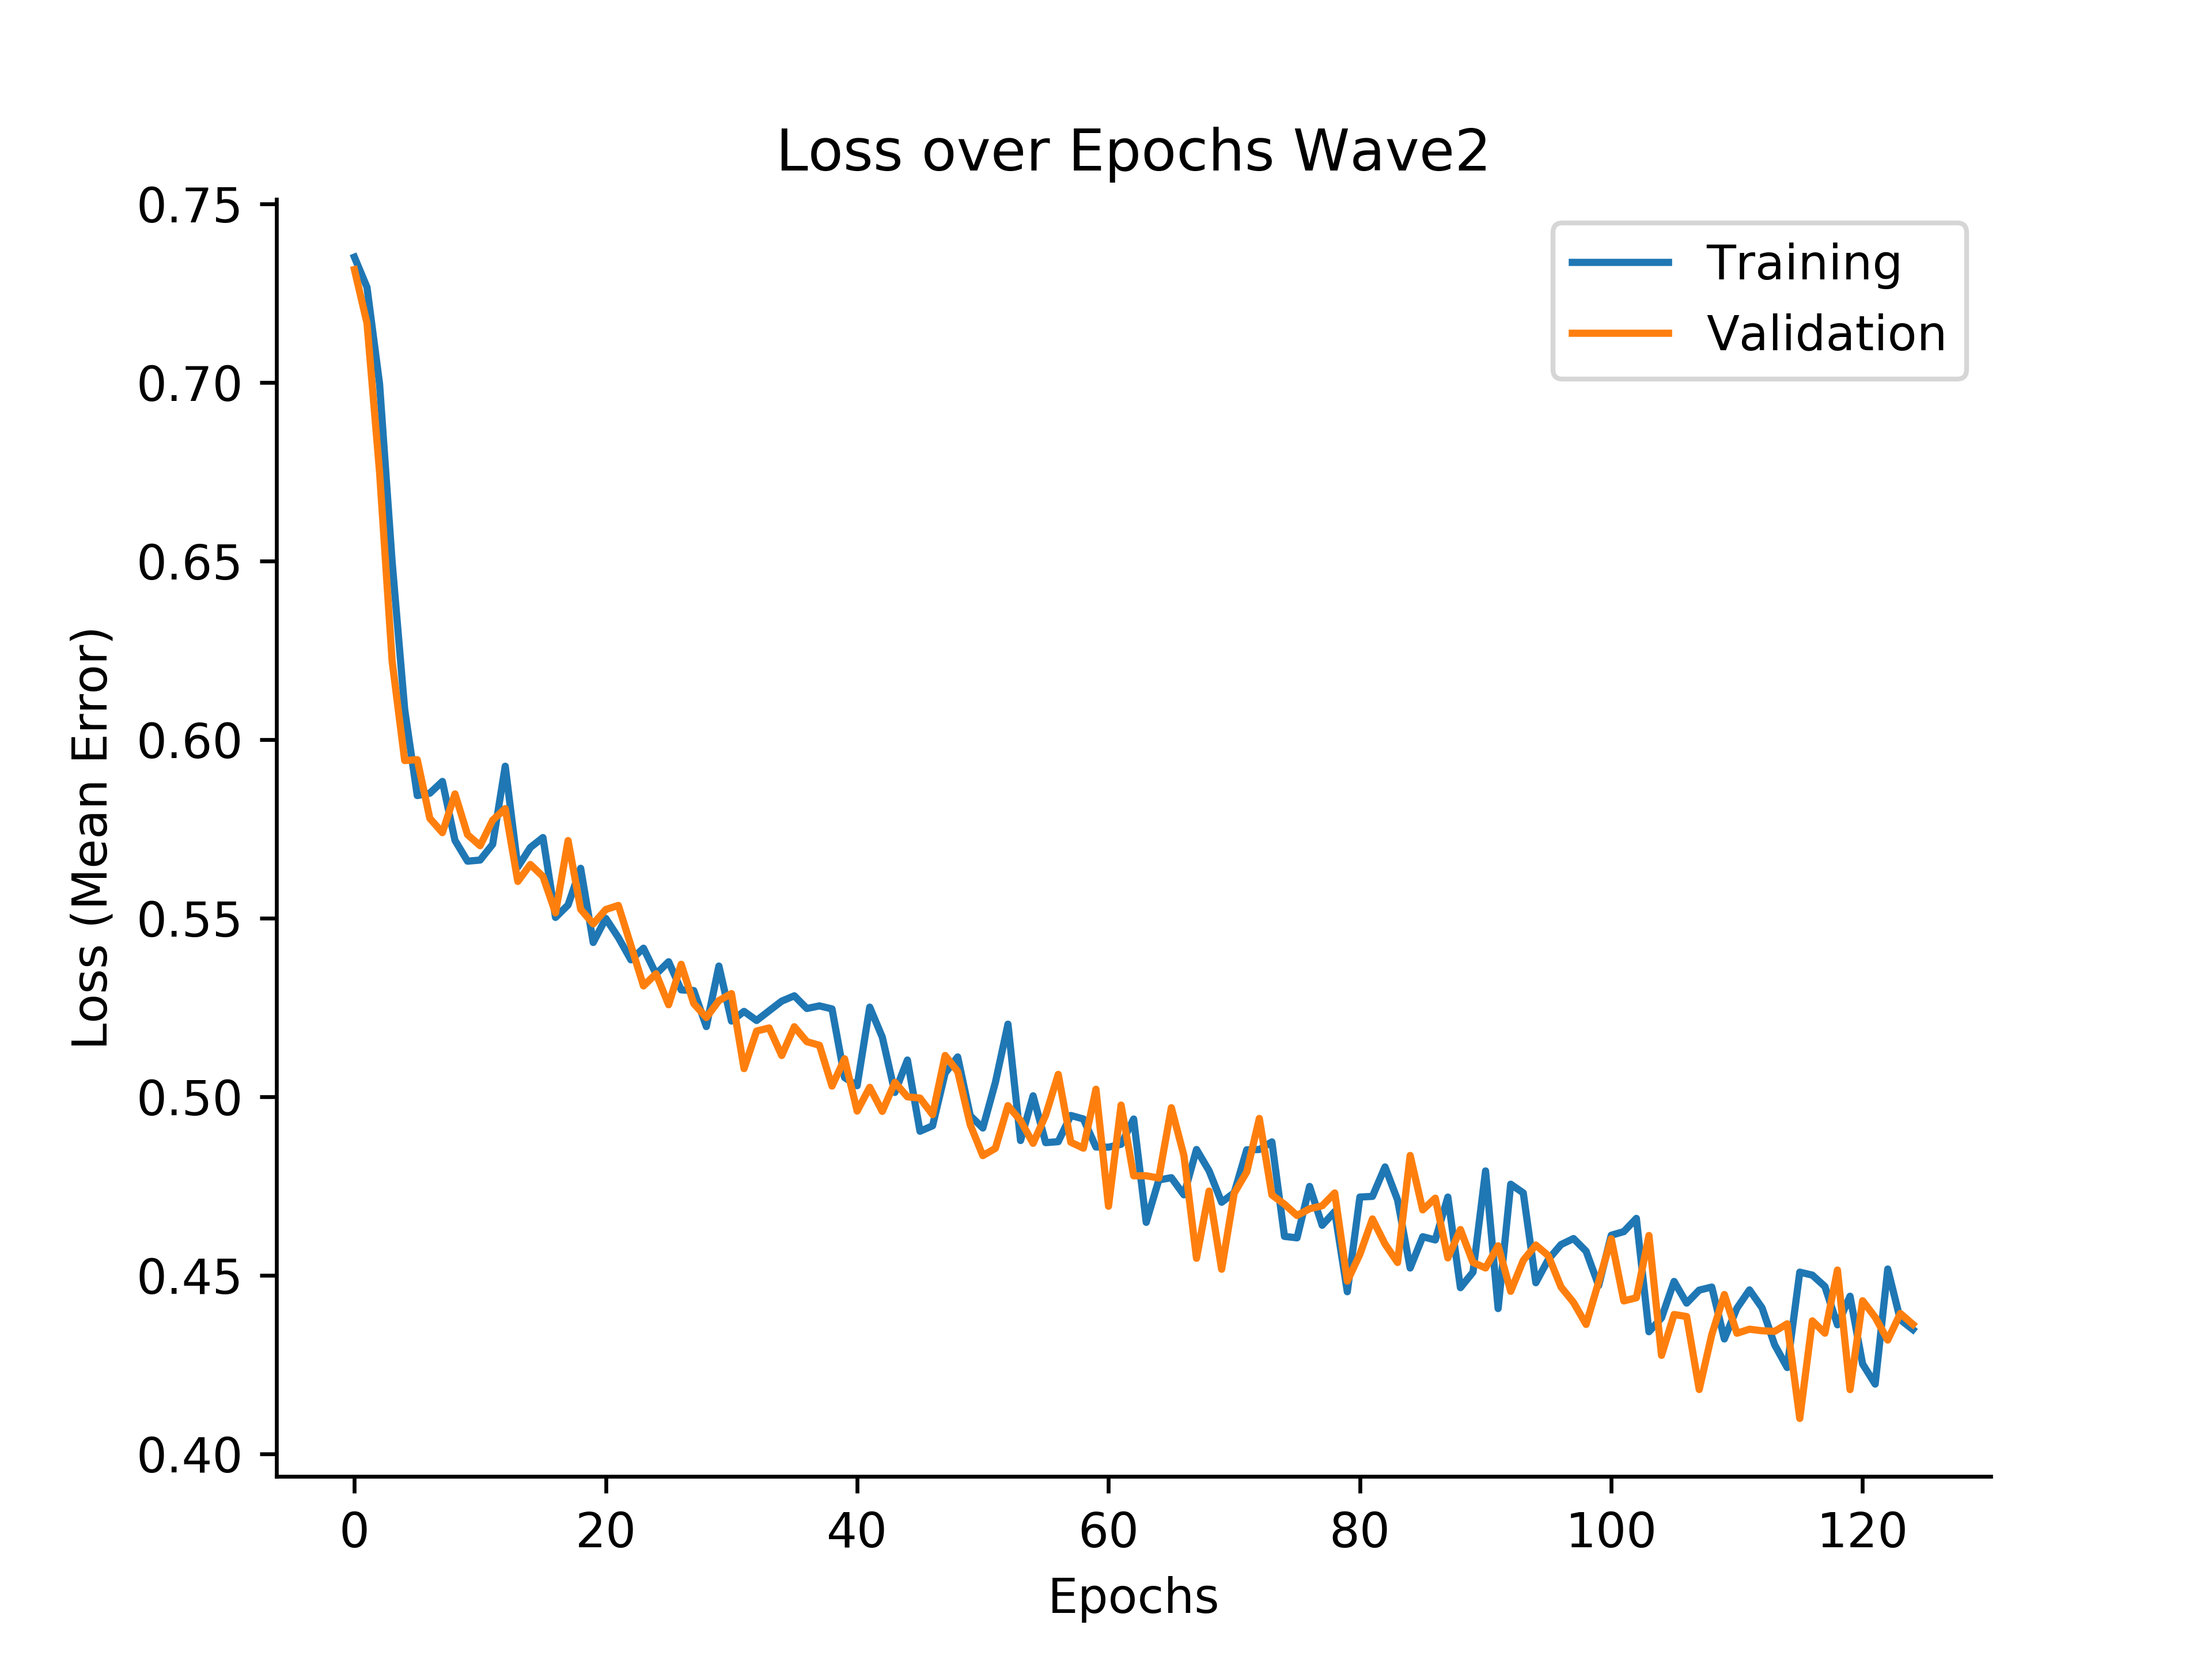 Loss over Epochs Wave2
Training
Validation
0.75
0.70
0.65
0.60
0.55
0.50
0.45
0.40
Loss (Mean Error)
0 20 40 60 80 100 120
Epochs